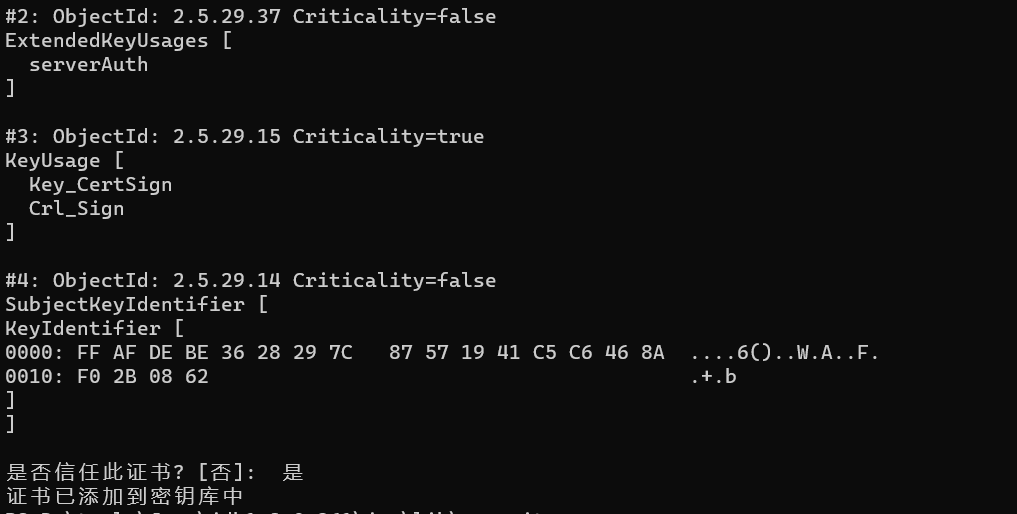 #2: ObjectId: 2.5.29.37 Criticality=false
ExtendedKeyUsages [
  serverAuth
]
#3: ObjectId: 2.5.29.15 Criticality=true
KeyUsage [
  Key_CertSign
  Crl_Sign
]
#4: ObjectId: 2.5.29.14 Criticality=false
SubjectKeyIdentifier [
KeyIdentifier [
0000: FF AF DE BE 36 28 29 7C   87 57 19 41 C5 C6 46 8A  ....6()..W.A..F.
0010: F0 2B 08 62                                        .+.b
]
]
是否信任此证书? [否]:  是
证书已添加到密钥库中